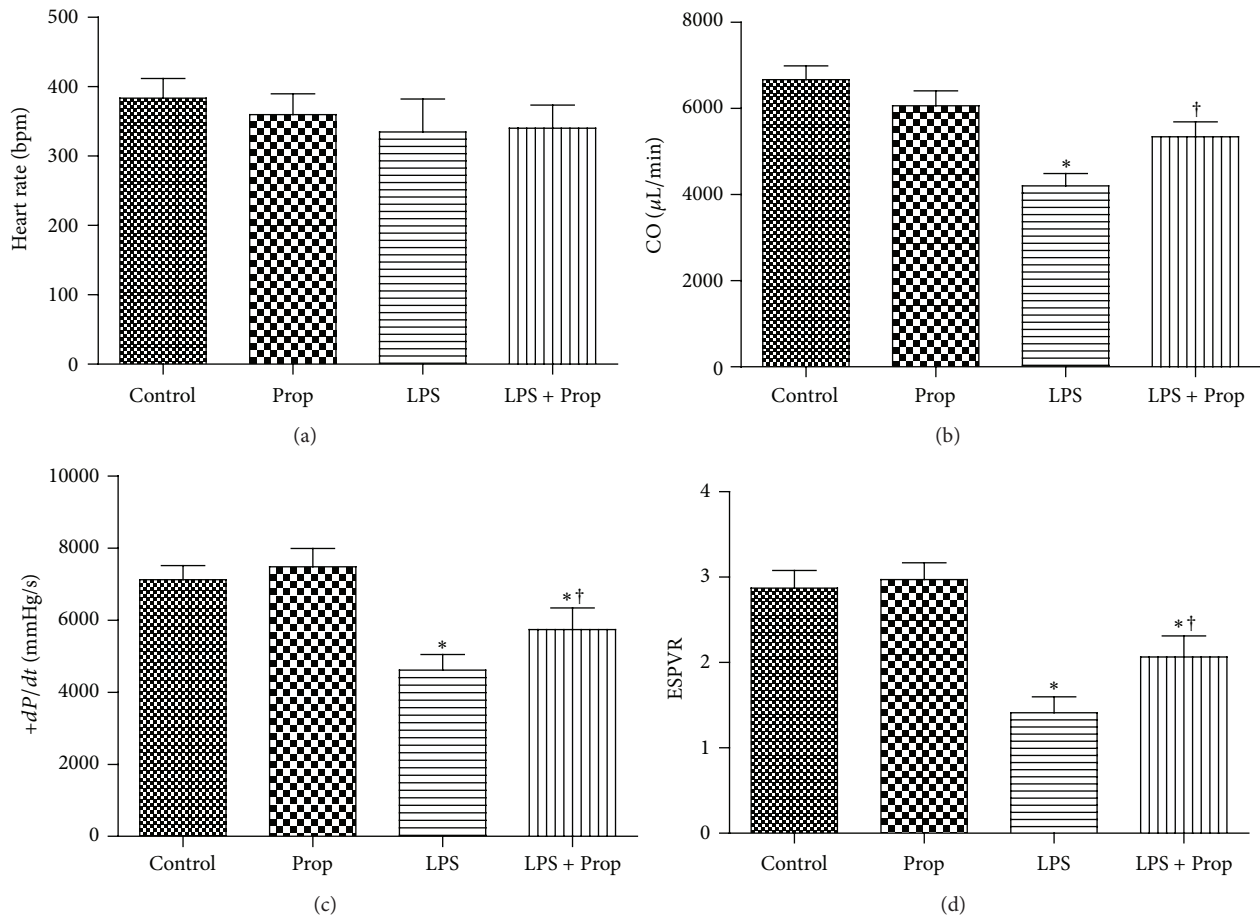 500
400
300
200
100
0
Heart rate (bpm)
Control Prop LPS LPS + Prop
(a)
8000
6000
4000
2000
0
CO (μL/min)
*
†
Control Prop LPS LPS + Prop
(b)
10000
8000
6000
4000
2000
0
+dP/dt (mmHg/s)
*
*†
Control Prop LPS LPS + Prop
(c)
4
3
2
1
0
ESPVR
*
*†
Control Prop LPS LPS + Prop
(d)